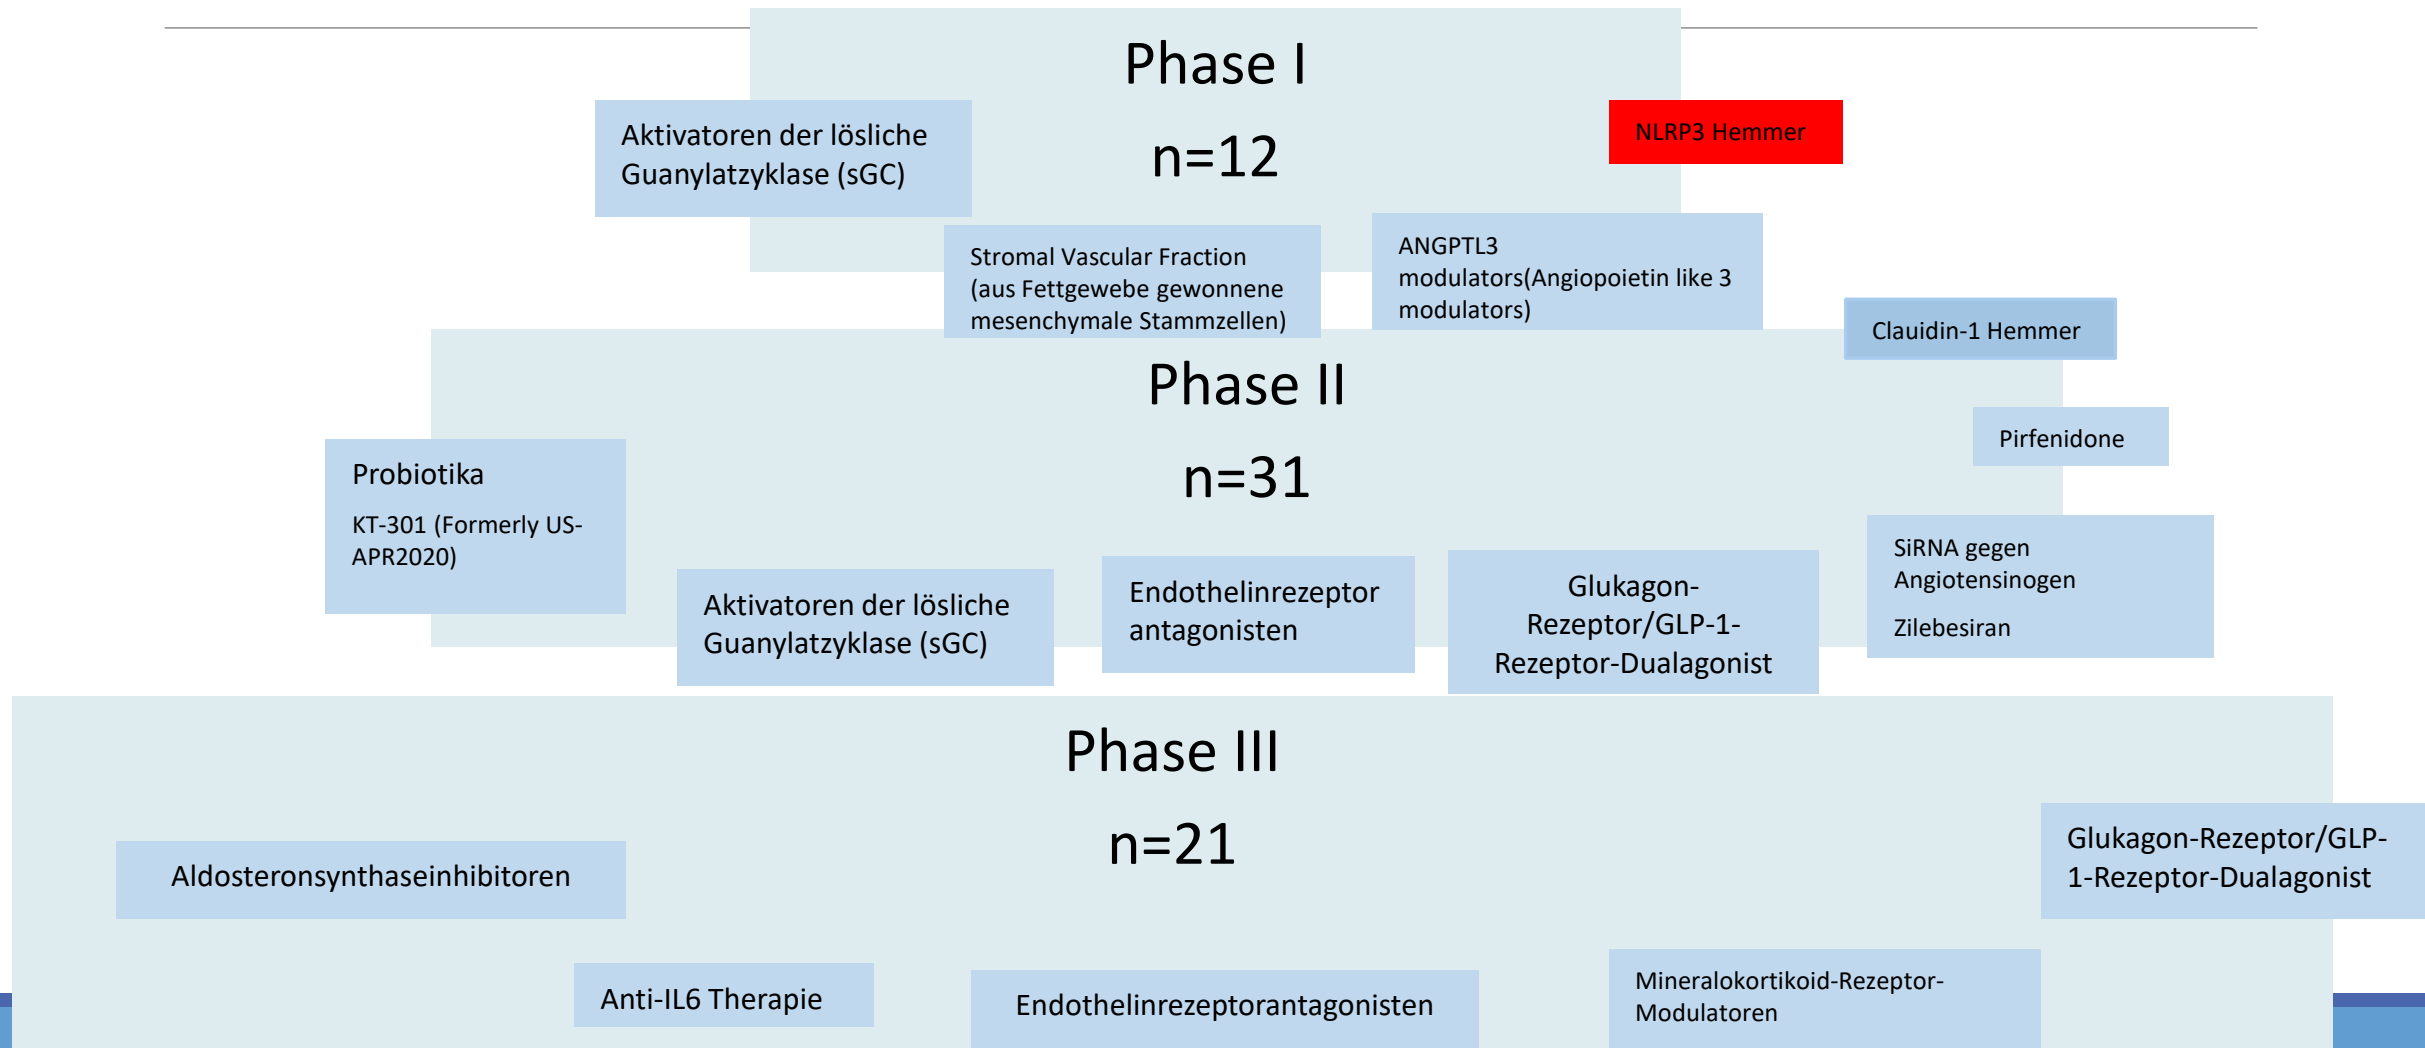 Phase I
n=12
Aktivatoren der lösliche
Guanylatzyklase (sGC)
NLRP3 Hemmer
Stromal Vascular Fraction
(aus Fettgewebe gewonnene
mesenchymale Stammzellen)
ANGPTL3
modulators(Angiopoietin like 3
modulators)
Clauidin-1 Hemmer
Phase II
n=31
Pirfenidone
Probiotika
KT-301 (Formerly US-
APR2020)
Aktivatoren der lösliche
Guanylatzyklase (sGC)
Endothelinrezeptor
antagonisten
Glukagon-
Rezeptor/GLP-1-
Rezeptor-Dualagonist
SiRNA gegen
Angiotensinogen
Zilebesiran
Phase III
n=21
Aldosteronsynthaseinhibitoren
Glukagon-Rezeptor/GLP-
1-Rezeptor-Dualagonist
Anti-IL6 Therapie
Endothelinrezeptorantagonisten
Mineralokortikoid-Rezeptor-
Modulatoren